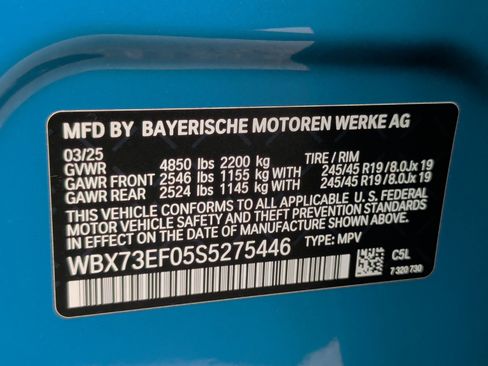 MFD BY BAYERISCHE MOTOREN WERKE AG
03/25
GVWR 4850 lbs 2200 kg TIRE / RIM
GAWR FRONT 2546 lbs 1155 kg WITH 245/45 R19 / 8.0Jx 19
GAWR REAR 2524 lbs 1145 kg WITH 245/45 R19 / 8.0Jx 19
THIS VEHICLE CONFORMS TO ALL APPLICABLE U.S. FEDERAL
MOTOR VEHICLE SAFETY AND THEFT PREVENTION STANDARDS
IN EFFECT ON THE DATE OF MANUFACTURE SHOWN ABOVE.
WBX73EF05S5275446 TYPE: MPV
C5L
7 320 730